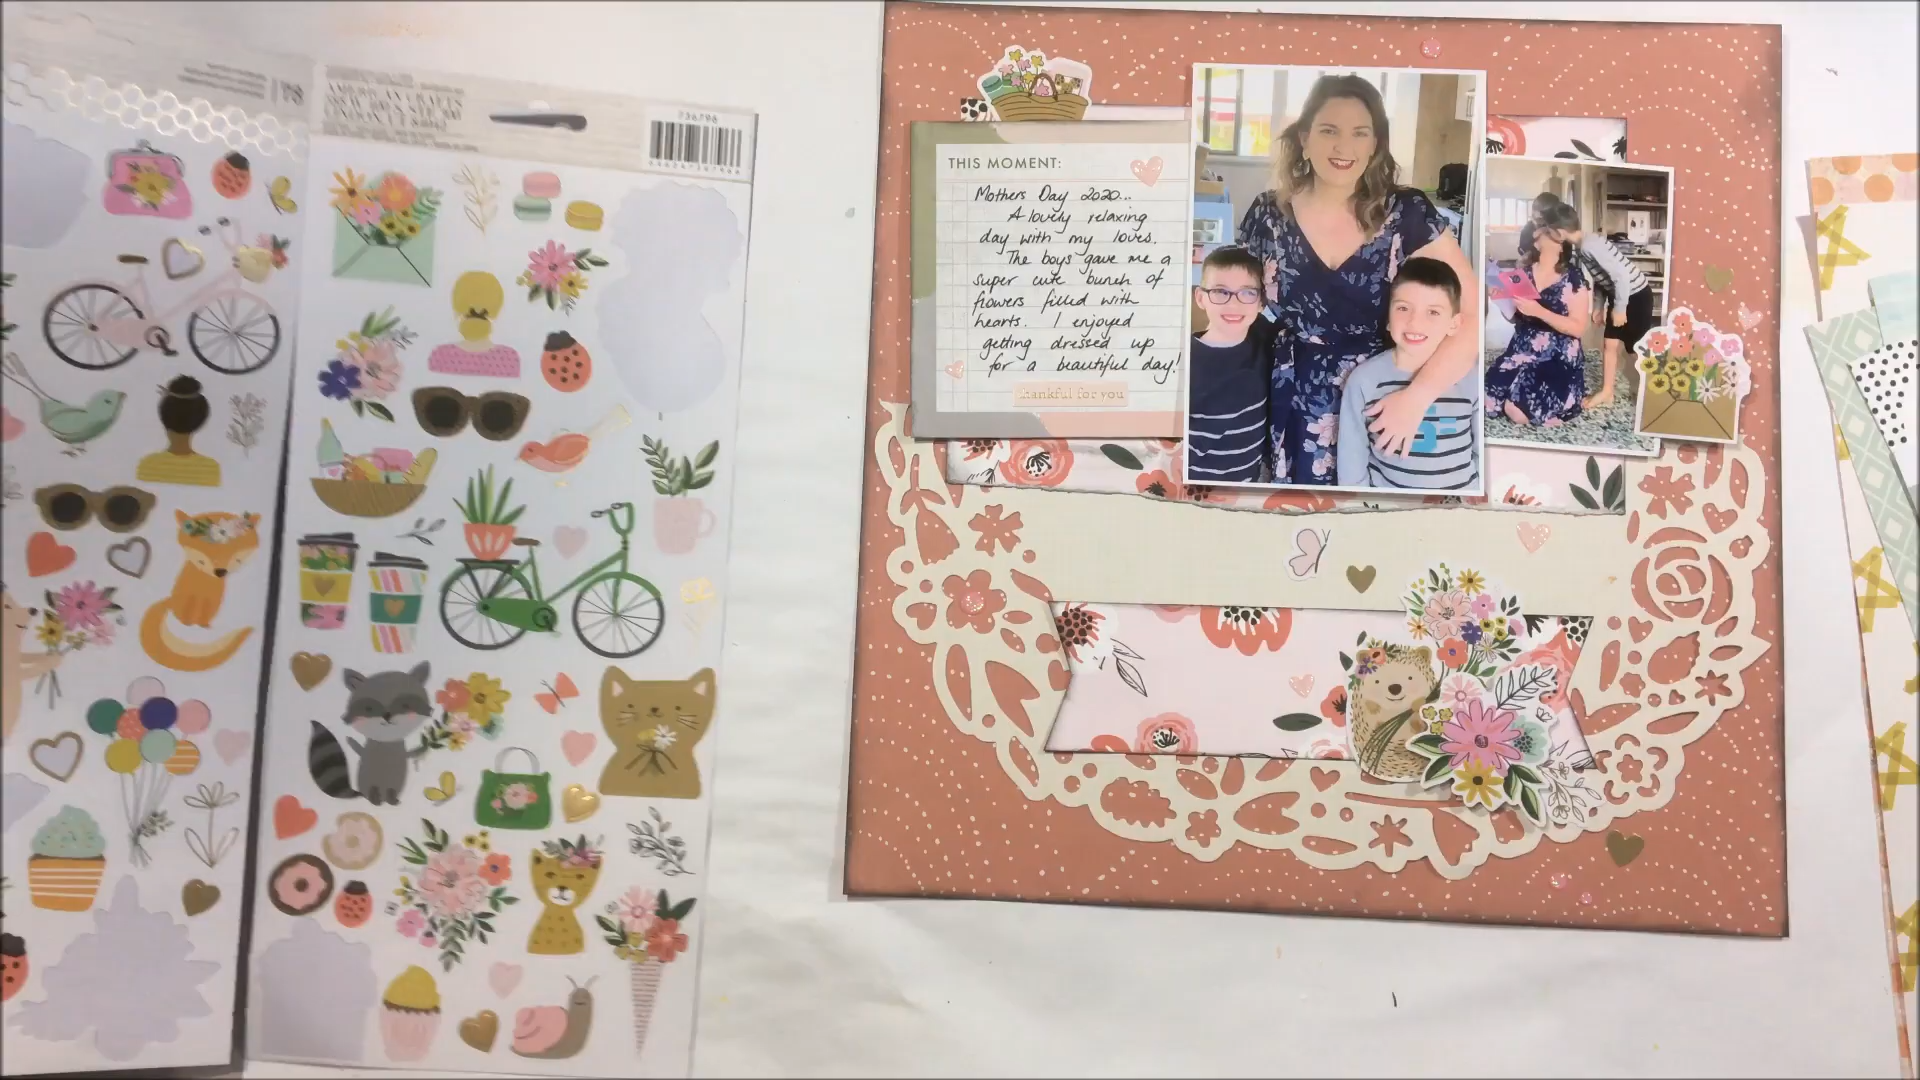 736796
THIS MOMENT:
Mothers Day 2020...
A lovely relaxing
day with my loves.
The boys gave me a
super cute bunch of
flowers filled with
hearts. I enjoyed
getting dressed up
for a beautiful day!
thankful for you